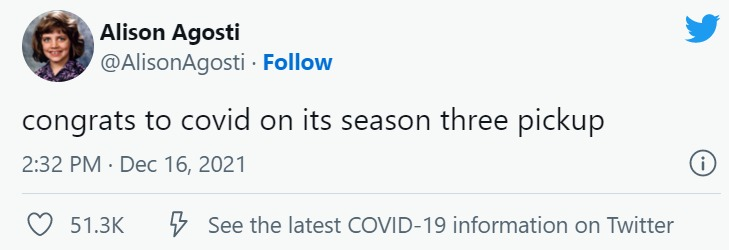 Alison Agosti
@AlisonAgosti · Follow
congrats to covid on its season three pickup
2:32 PM · Dec 16, 2021
51.3K See the latest COVID-19 information on Twitter